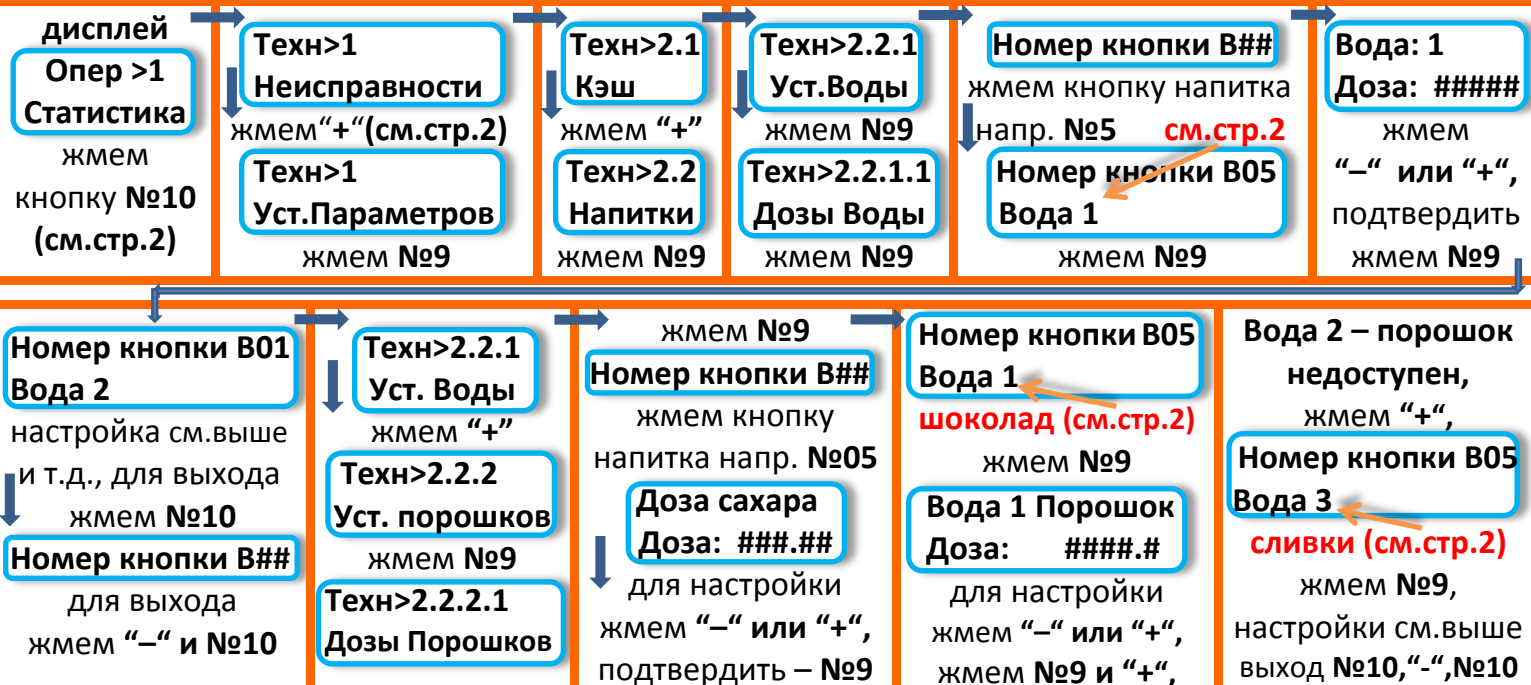 дисплей
Опер >1
Статистика
жмем
кнопку №10
(см.стр.2)
Техн>1
Неисправности
жмем“+“(см.стр.2)
Техн>1
Уст.Параметров
жмем №9
Техн>2.1
Кэш
жмем “+”
Техн>2.2
Напитки
жмем №9
Техн>2.2.1
Уст.Воды
жмем №9
Техн>2.2.1.1
Дозы Воды
жмем №9
Номер кнопки В##
жмем кнопку напитка
напр. №5 см.стр.2
Номер кнопки В05
Вода 1
жмем №9
Вода: 1
Доза: #####
жмем
“–“ или “+“,
подтвердить
жмем №9
Номер кнопки В01
Вода 2
настройка см.выше
и т.д., для выхода
жмем №10
Номер кнопки В##
для выхода
жмем “–“ и №10
Техн>2.2.1
Уст. Воды
жмем “+”
Техн>2.2.2
Уст. порошков
жмем №9
Техн>2.2.2.1
Дозы Порошков
жмем №9
Номер кнопки В##
жмем кнопку
напитка напр. №05
Доза сахара
Доза: ###.##
для настройки
жмем “–“ или “+“,
подтвердить – №9
Номер кнопки В05
Вода 1
шоколад (см.стр.2)
жмем №9
Вода 1 Порошок
Доза: ####.#
для настройки
жмем “–“ или “+“,
жмем №9 и “+“,
Вода 2 – порошок
недоступен,
жмем “+“,
Номер кнопки В05
Вода 3
сливки (см.стр.2)
жмем №9,
настройки см.выше
выход №10,“-“,№10